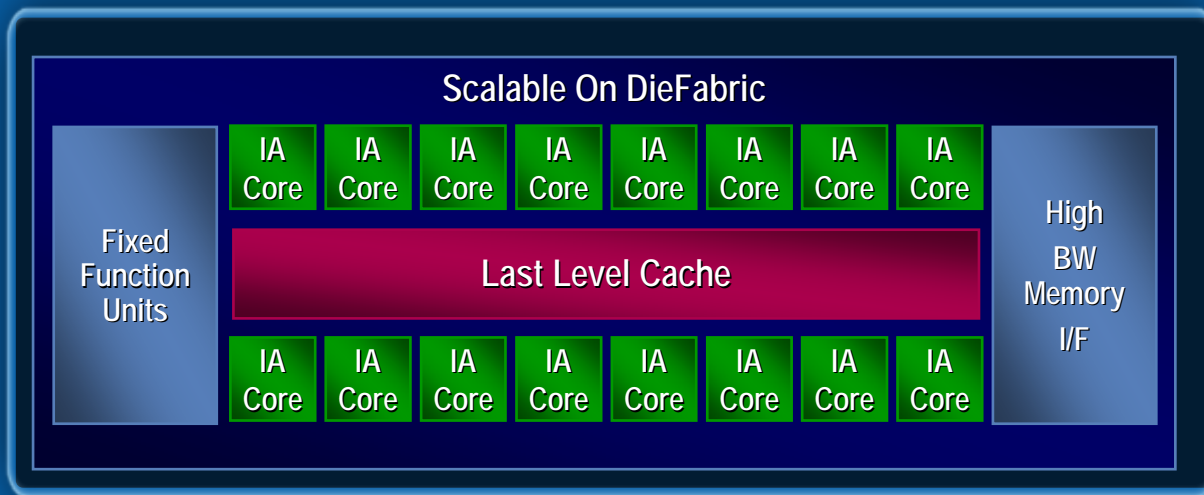 Scalable On DieFabric
IA IA IA IA IA IA IA IA
Core Core Core Core Core Core Core Core
Fixed
Function
Units
Last Level Cache
High
BW
Memory
I/F
IA IA IA IA IA IA IA IA
Core Core Core Core Core Core Core Core